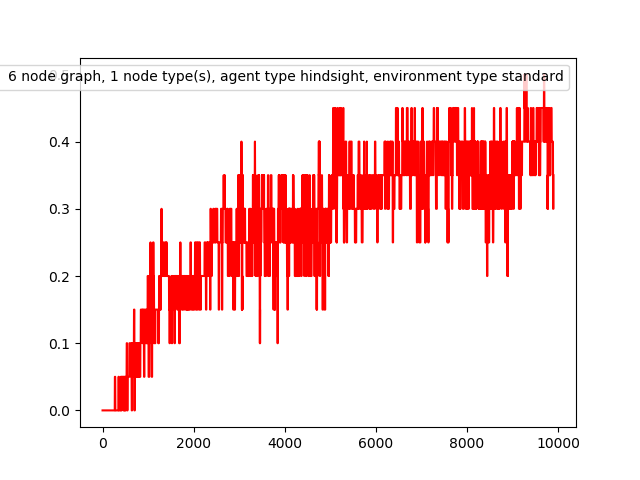 6 node graph, 1 node type(s), agent type hindsight, environment type standard
0.4
0.3
0.2
0.1
0.0
0 2000 4000 6000 8000 10000